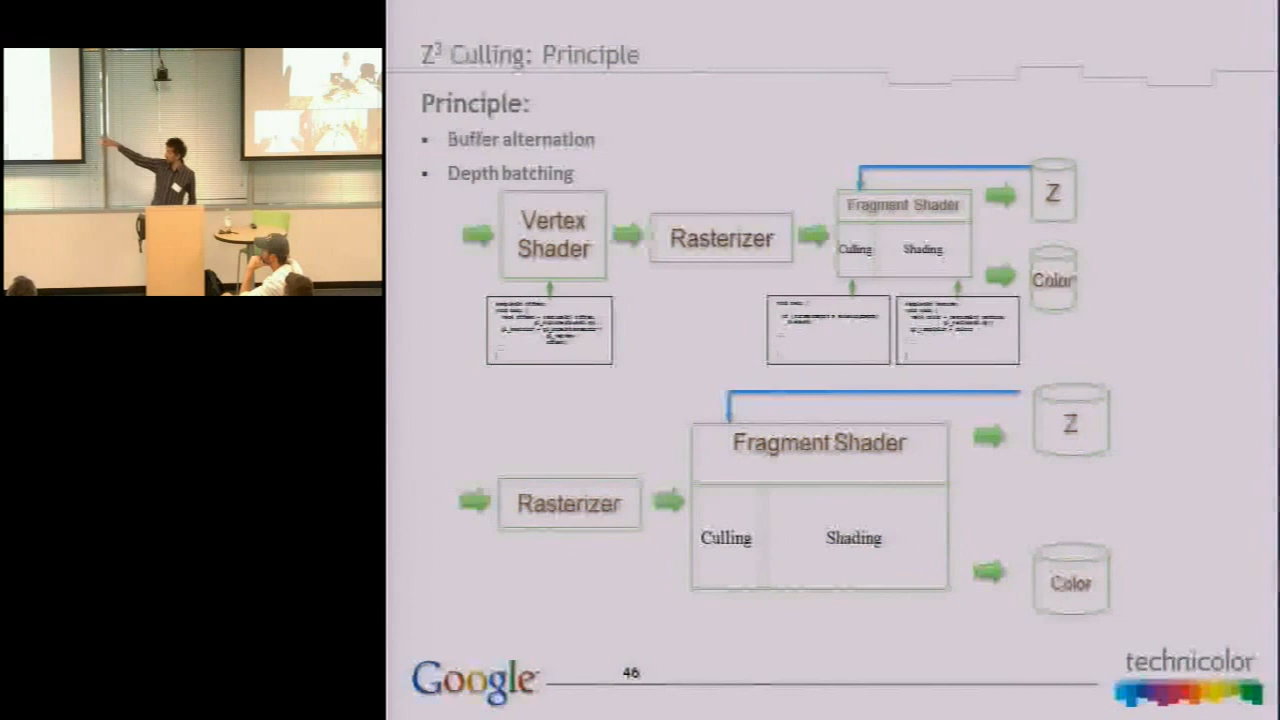 Z³ Culling: Principle
Principle:
▪ Buffer alternation
▪ Depth batching
Vertex
Shader
Rasterizer
Fragment Shader
Culling
Shading
Z
Color
Fragment Shader
Rasterizer
Culling
Shading
Z
Color
Google
46
technicolor